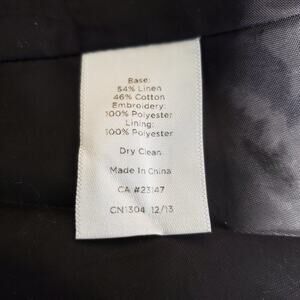 Base:
54% Linen
46% Cotton
Embroidery:
100% Polyester
Lining:
100% Polyester
Dry Clean
Made In China
CA #23147
CN1304 12/13